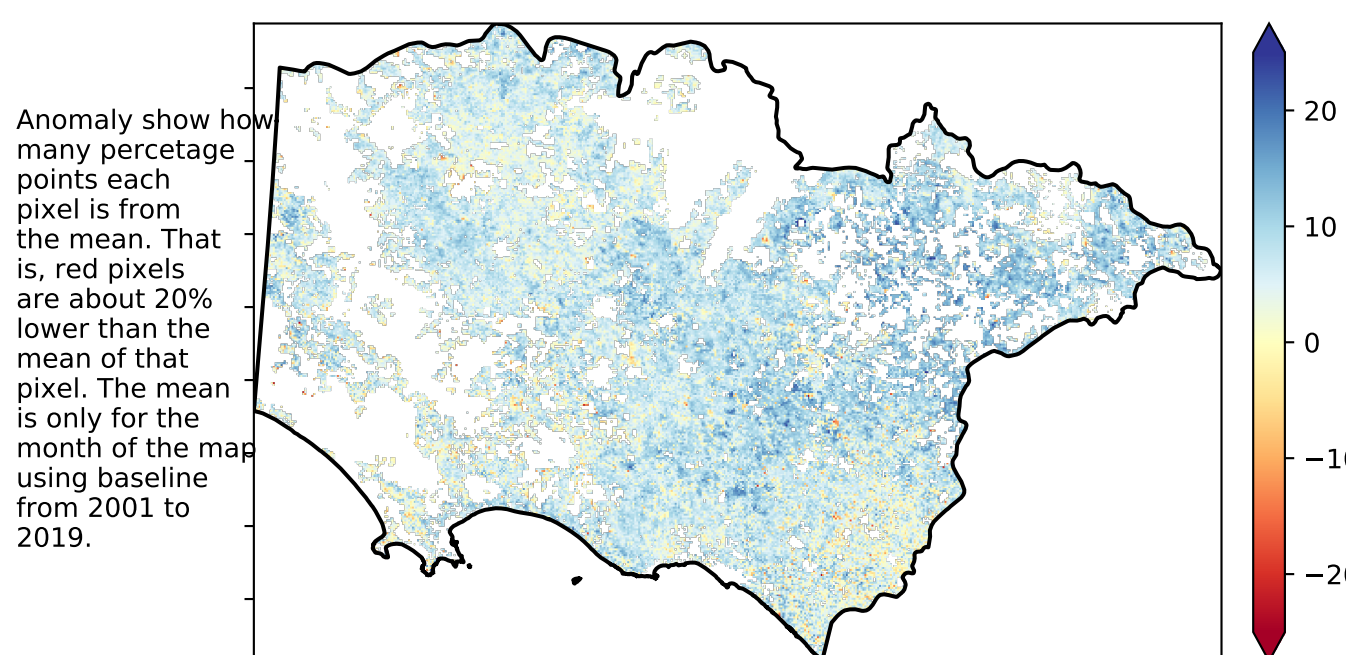 Anomaly show how
many percetage
points each
pixel is from
the mean. That
is, red pixels
are about 20%
lower than the
mean of that
pixel. The mean
is only for the
month of the map
using baseline
from 2001 to
2019.
20
10
0
−10
−20